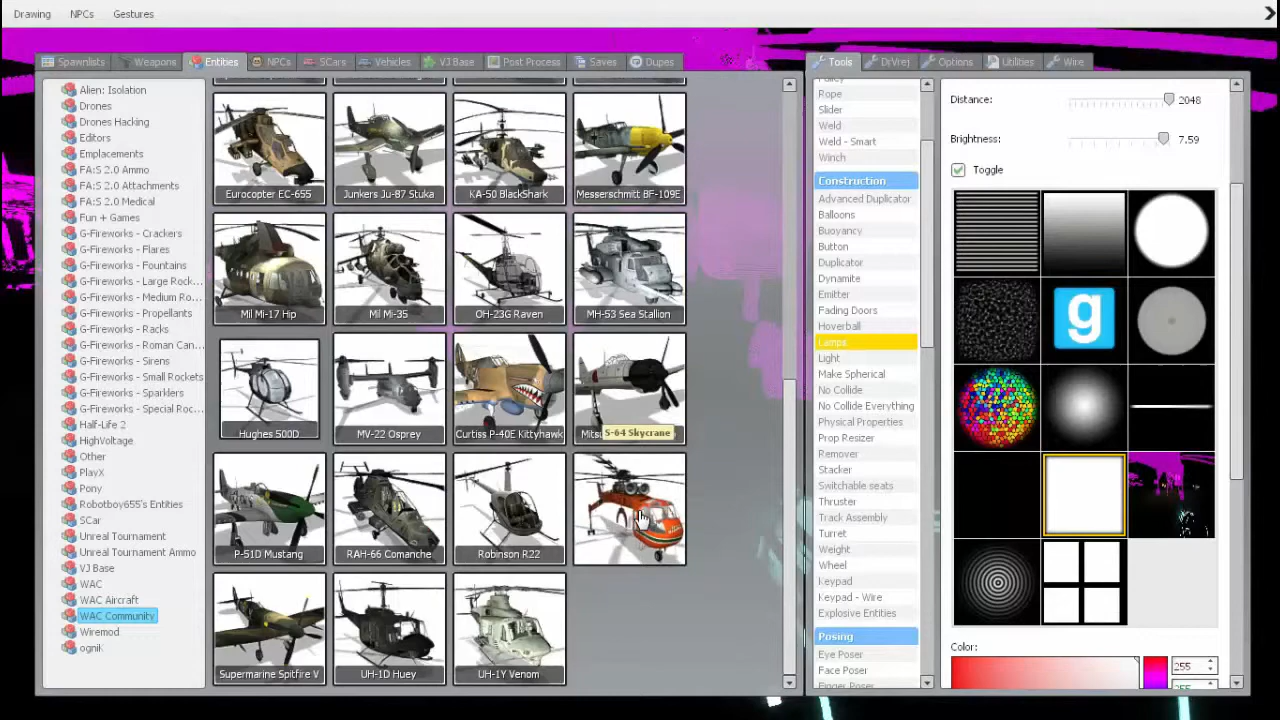 Drawing NPCs Gestures
Spawnlists Weapons Entities NPCs SCars Vehicles VJ Base Post Process Saves Dupes
Alien: Isolation
Drones
Drones Hacking
Editors
Emplacements
FA:S 2.0 Ammo
FA:S 2.0 Attachments
FA:S 2.0 Medical
Fun + Games
G-Fireworks - Crackers
G-Fireworks - Flares
G-Fireworks - Fountains
G-Fireworks - Large Rock...
G-Fireworks - Medium Ro...
G-Fireworks - Propellants
G-Fireworks - Racks
G-Fireworks - Roman Can...
G-Fireworks - Sirens
G-Fireworks - Small Rockets
G-Fireworks - Sparklers
G-Fireworks - Special Roc...
Half-Life 2
HighVoltage
Other
PlayX
Pony
Robotboy655's Entities
SCar
Unreal Tournament
Unreal Tournament Ammo
VJ Base
WAC
WAC Aircraft
WAC Community
Wiremod
ognik
Eurocopter EC-655 Junkers Ju-87 Stuka KA-50 BlackShark Messerschmitt BF-109E
Mil Mi-17 Hip Mil Mi-35 OH-23G Raven MH-53 Sea Stallion
Hughes 500D MV-22 Osprey Curtiss P-40E Kittyhawk
S-64 Skycrane
P-51D Mustang RAH-66 Comanche Robinson R22
Supermarine Spitfire V UH-1D Huey UH-1Y Venom
Tools DrVrej Options Utilities Wire
Pulley
Rope
Slider
Weld
Weld - Smart
Winch
Construction
Advanced Duplicator
Balloons
Buoyancy
Button
Duplicator
Dynamite
Emitter
Fading Doors
Hoverball
Lamps
Light
Make Spherical
No Collide
No Collide Everything
Physical Properties
Prop Resizer
Remover
Stacker
Switchable seats
Thruster
Track Assembly
Turret
Weight
Wheel
Keypad
Keypad - Wire
Explosive Entities
Posing
Eye Poser
Face Poser
Finger Poser
Distance: 2048
Brightness: 7.59
Toggle
g
Color:
255
255